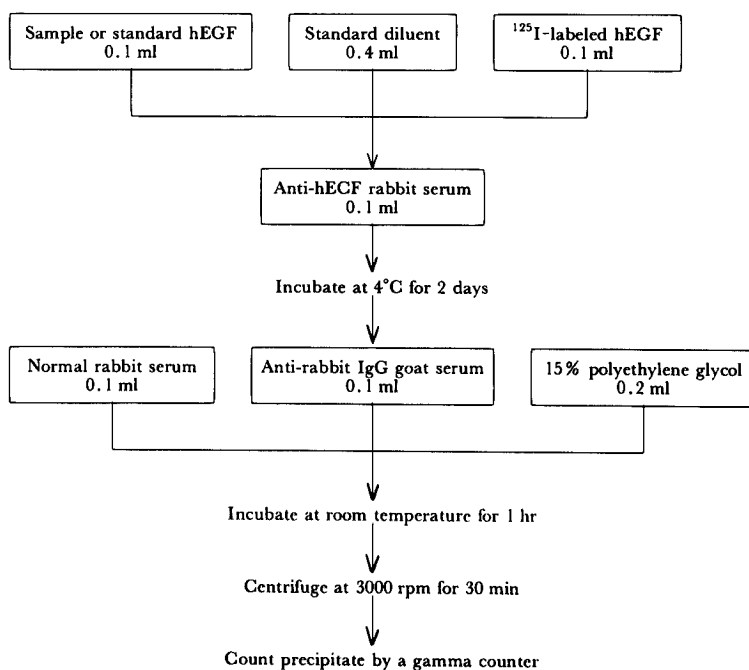 Sample or standard hEGF
0.1 ml
Standard diluent
0.4 ml
¹²⁵I-labeled hEGF
0.1 ml
Anti-hECF rabbit serum
0.1 ml
Incubate at 4°C for 2 days
Normal rabbit serum
0.1 ml
Anti-rabbit IgG goat serum
0.1 ml
15% polyethylene glycol
0.2 ml
Incubate at room temperature for 1 hr
Centrifuge at 3000 rpm for 30 min
Count precipitate by a gamma counter